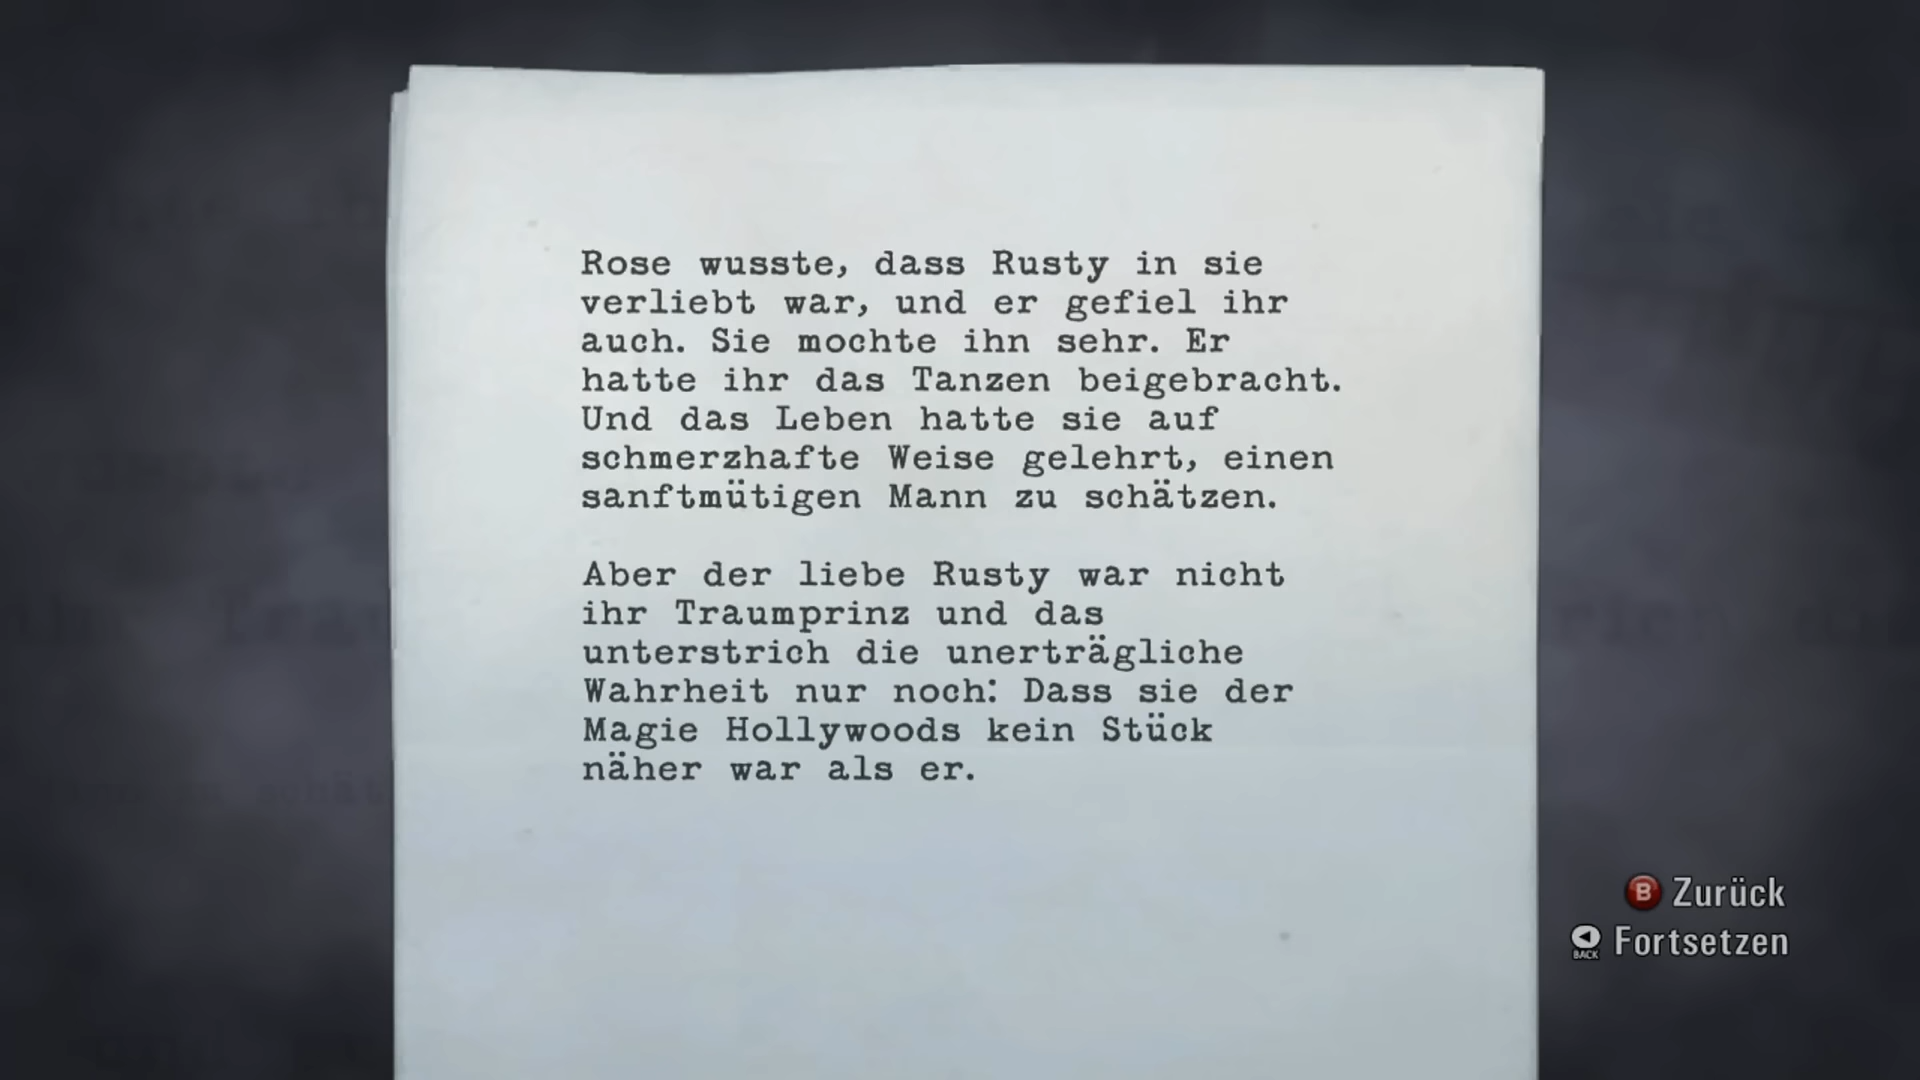 Rose wusste, dass Rusty in sie
verliebt war, und er gefiel ihr
auch. Sie mochte ihn sehr. Er
hatte ihr das Tanzen beigebracht.
Und das Leben hatte sie auf
schmerzhafte Weise gelehrt, einen
sanftmütigen Mann zu schätzen.
Aber der liebe Rusty war nicht
ihr Traumprinz und das
unterstrich die unerträgliche
Wahrheit nur noch: Dass sie der
Magie Hollywoods kein Stück
näher war als er.
B Zurück
BACK Fortsetzen